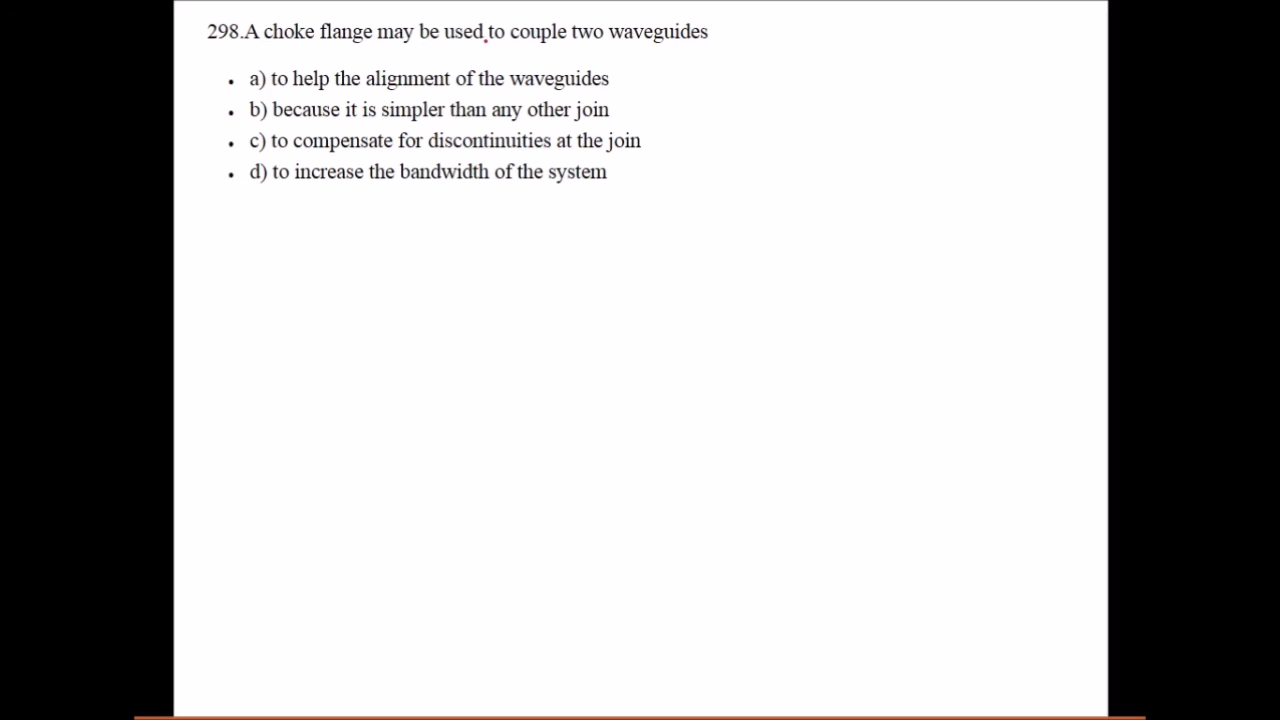 298.A choke flange may be used to couple two waveguides
• a) to help the alignment of the waveguides
• b) because it is simpler than any other join
• c) to compensate for discontinuities at the join
• d) to increase the bandwidth of the system